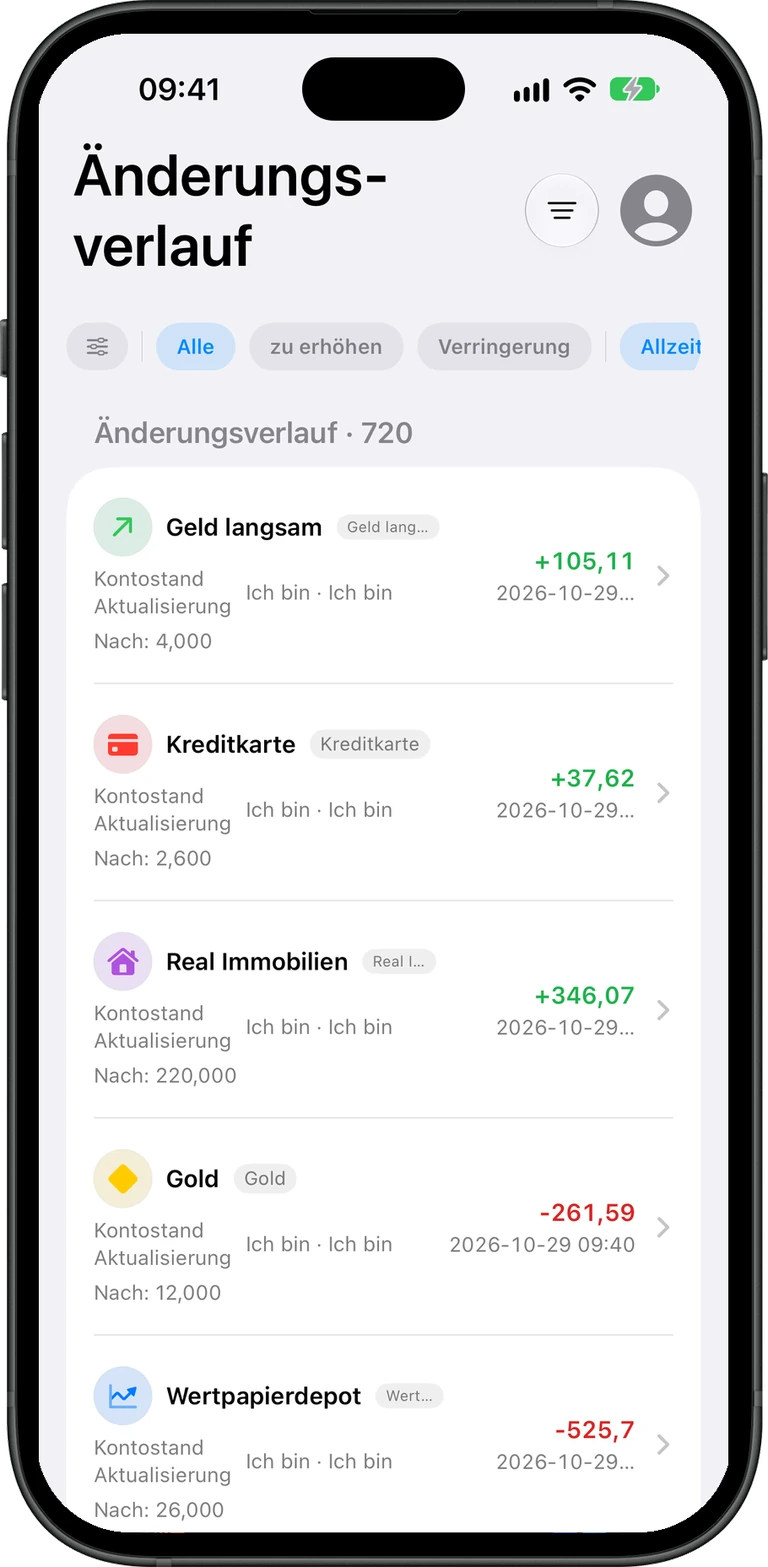 09:41
Änderungs-
verlauf
Alle zu erhöhen Verringerung Allzeit
Änderungsverlauf · 720
Geld langsam Geld lang...
+105,11
Kontostand
Aktualisierung
Ich bin · Ich bin
2026-10-29...
Nach: 4,000
Kreditkarte Kreditkarte
+37,62
Kontostand
Aktualisierung
Ich bin · Ich bin
2026-10-29...
Nach: 2,600
Real Immobilien Real I...
+346,07
Kontostand
Aktualisierung
Ich bin · Ich bin
2026-10-29...
Nach: 220,000
Gold Gold
-261,59
Kontostand
Aktualisierung
Ich bin · Ich bin
2026-10-29 09:40
Nach: 12,000
Wertpapierdepot Wert...
-525,7
Kontostand
Aktualisierung
Ich bin · Ich bin
2026-10-29...
Nach: 26,000